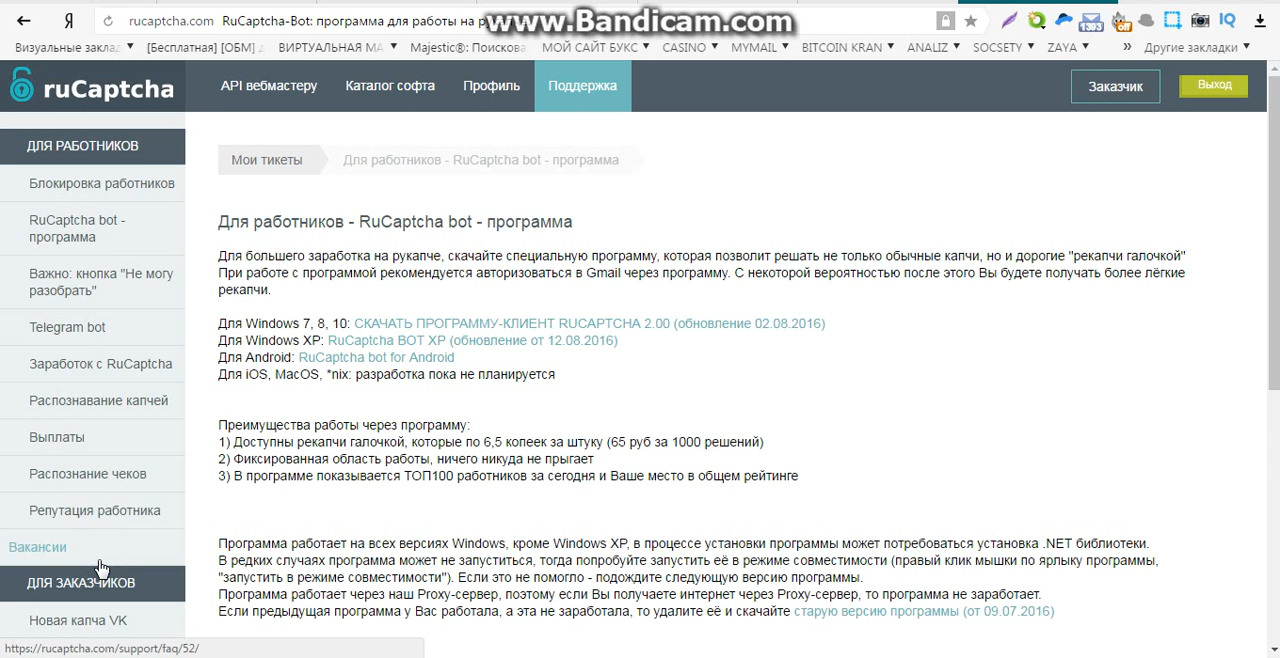 Я
rucaptcha.com RuCaptcha-Bot: программа для работы на
www.Bandicam.com
1393
Off
IQ
Визуальные заклад
[Бесплатная] [ОБМ]
ВИРТУАЛЬНАЯ МА
Majestic®: Поискова
МОЙ САЙТ БУКС
CASINO
MYMAIL
BITCOIN KRAN
ANALIZ
SOCSETY
ZAYA
»
Другие закладки
ruCaptcha
API вебмастеру
Каталог софта
Профиль
Поддержка
Заказчик
Выход
ДЛЯ РАБОТНИКОВ
Блокировка работников
RuCaptcha bot -
программа
Важно: кнопка "Не могу
разобрать"
Telegram bot
Заработок с RuCaptcha
Распознавание капчей
Выплаты
Распознание чеков
Репутация работника
Вакансии
ДЛЯ ЗАКАЗЧИКОВ
Новая капча VK
https://rucaptcha.com/support/faq/52/
Мои тикеты
Для работников - RuCaptcha bot - программа
Для работников - RuCaptcha bot - программа
Для большего заработка на рукапче, скачайте специальную программу, которая позволит решать не только обычные капчи, но и дорогие "рекапчи галочкой"
При работе с программой рекомендуется авторизоваться в Gmail через программу. С некоторой вероятностью после этого Вы будете получать более лёгкие
рекапчи.
Для Windows 7, 8, 10: СКАЧАТЬ ПРОГРАММУ-КЛИЕНТ RUCAPTCHA 2.00 (обновление 02.08.2016)
Для Windows XP: RuCaptcha BOT XP (обновление от 12.08.2016)
Для Android: RuCaptcha bot for Android
Для iOS, MacOS, *nix: разработка пока не планируется
Преимущества работы через программу:
1) Доступны рекапчи галочкой, которые по 6,5 копеек за штуку (65 руб за 1000 решений)
2) Фиксированная область работы, ничего никуда не прыгает
3) В программе показывается ТОП100 работников за сегодня и Ваше место в общем рейтинге
Программа работает на всех версиях Windows, кроме Windows XP, в процессе установки программы может потребоваться установка .NET библиотеки.
В редких случаях программа может не запуститься, тогда попробуйте запустить её в режиме совместимости (правый клик мышки по ярлыку программы,
"запустить в режиме совместимости"). Если это не помогло - подождите следующую версию программы.
Программа работает через наш Proxy-сервер, поэтому если Вы получаете интернет через Proxy-сервер, то программа не заработает.
Если предыдущая программа у Вас работала, а эта не заработала, то удалите её и скачайте старую версию программы (от 09.07.2016)